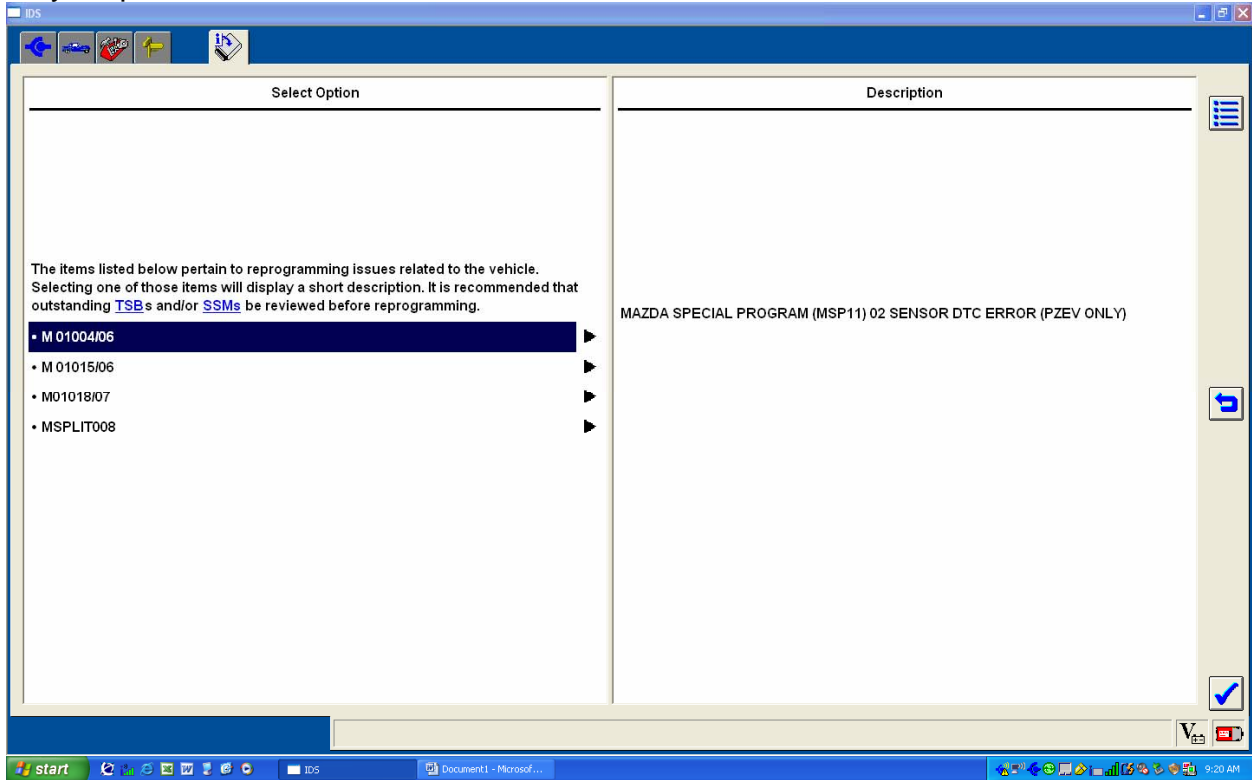 IDS
Select Option
Description
The items listed below pertain to reprogramming issues related to the vehicle.
Selecting one of those items will display a short description. It is recommended that
outstanding TSBs and/or SSMs be reviewed before reprogramming.
• M 01004/06
• M 01015/06
• M01018/07
• MSPLIT008
MAZDA SPECIAL PROGRAM (MSP11) 02 SENSOR DTC ERROR (PZEV ONLY)
V
start
IDS
Document1 - Microsof...
9:20 AM